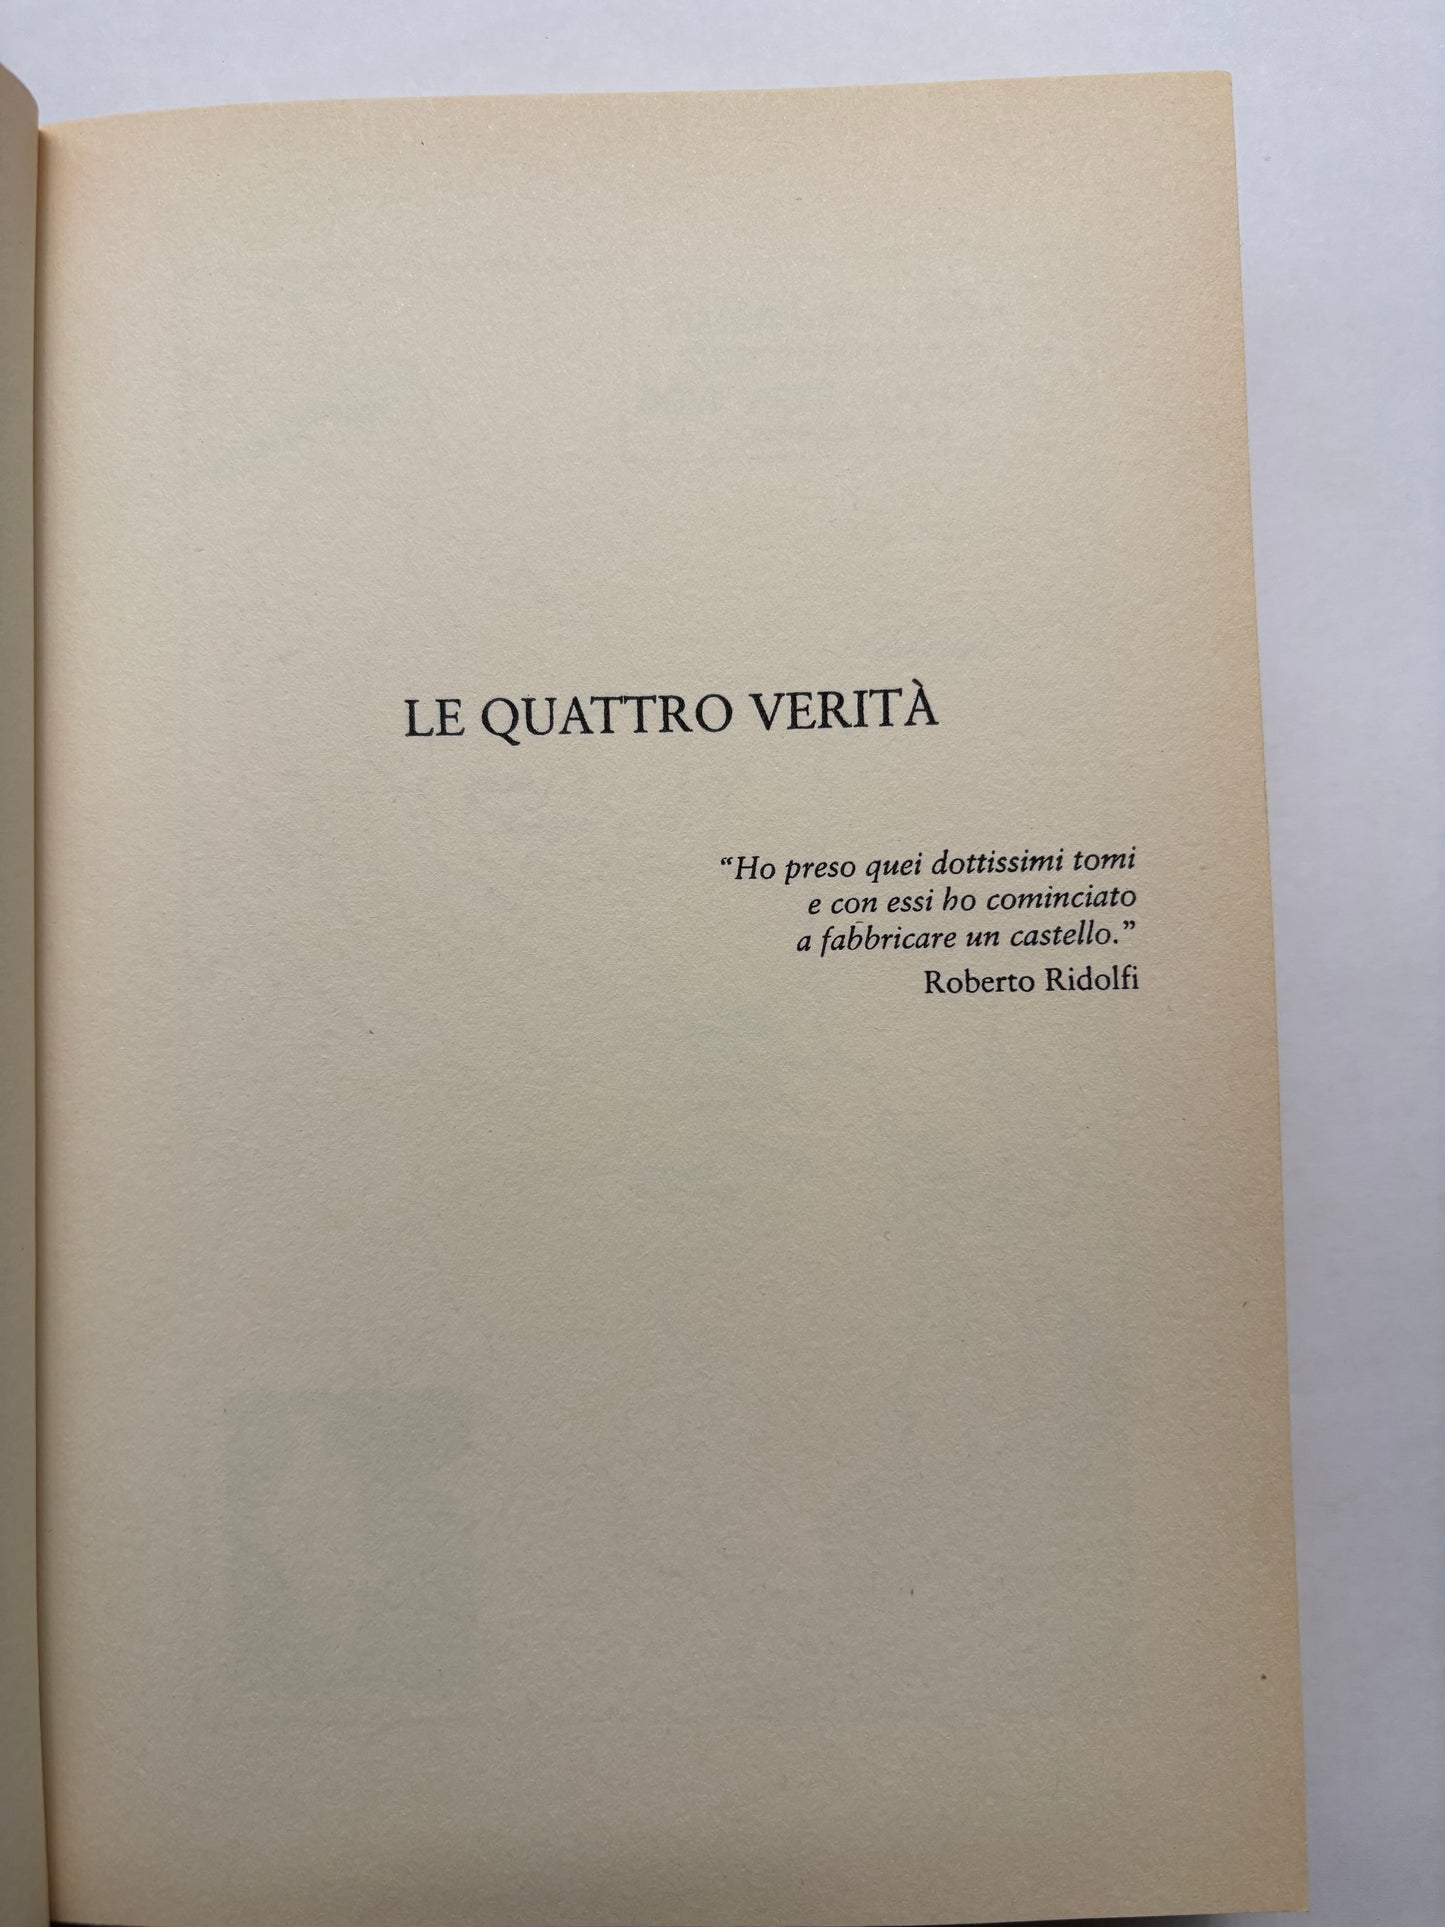 LE QUATTRO VERITÀ
“Ho preso quei dottissimi tomi
e con essi ho cominciato
a fabbricare un castello.”
Roberto Ridolfi